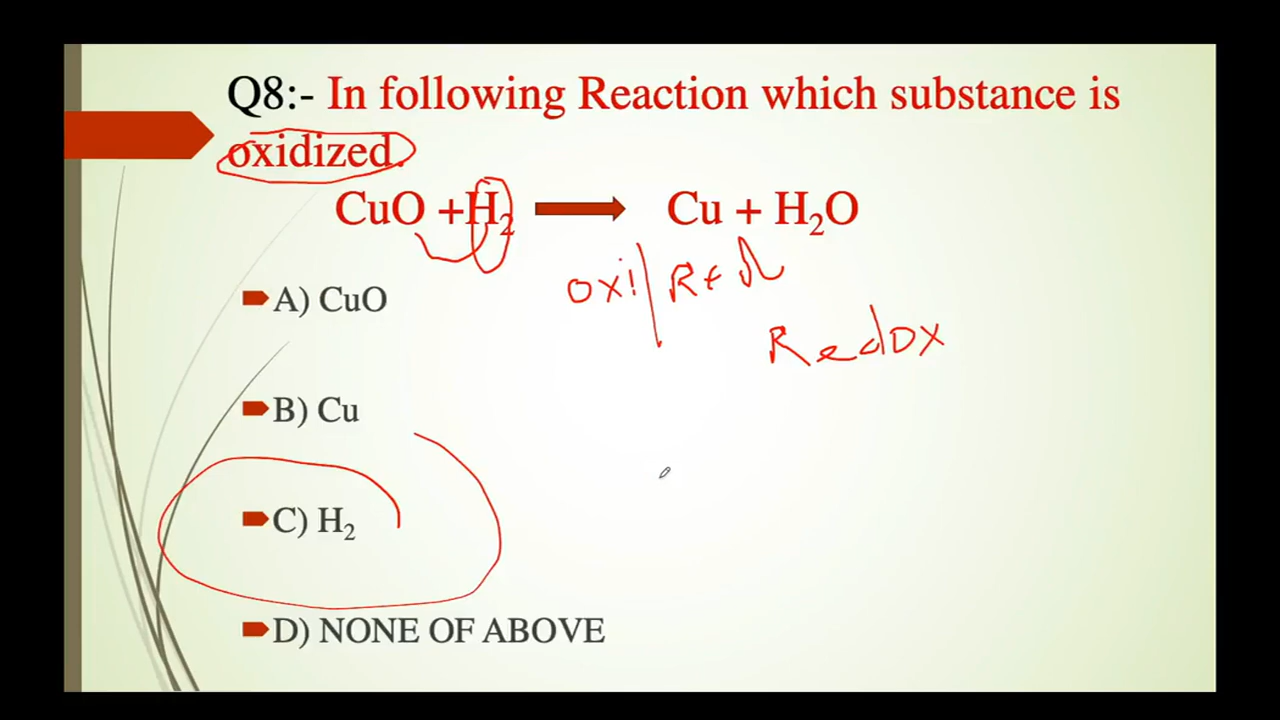 Q8:- In following Reaction which substance is
oxidized.
CuO +H₂ Cu + H₂O
oxi Red
Redox
A) CuO
B) Cu
C) H₂
D) NONE OF ABOVE